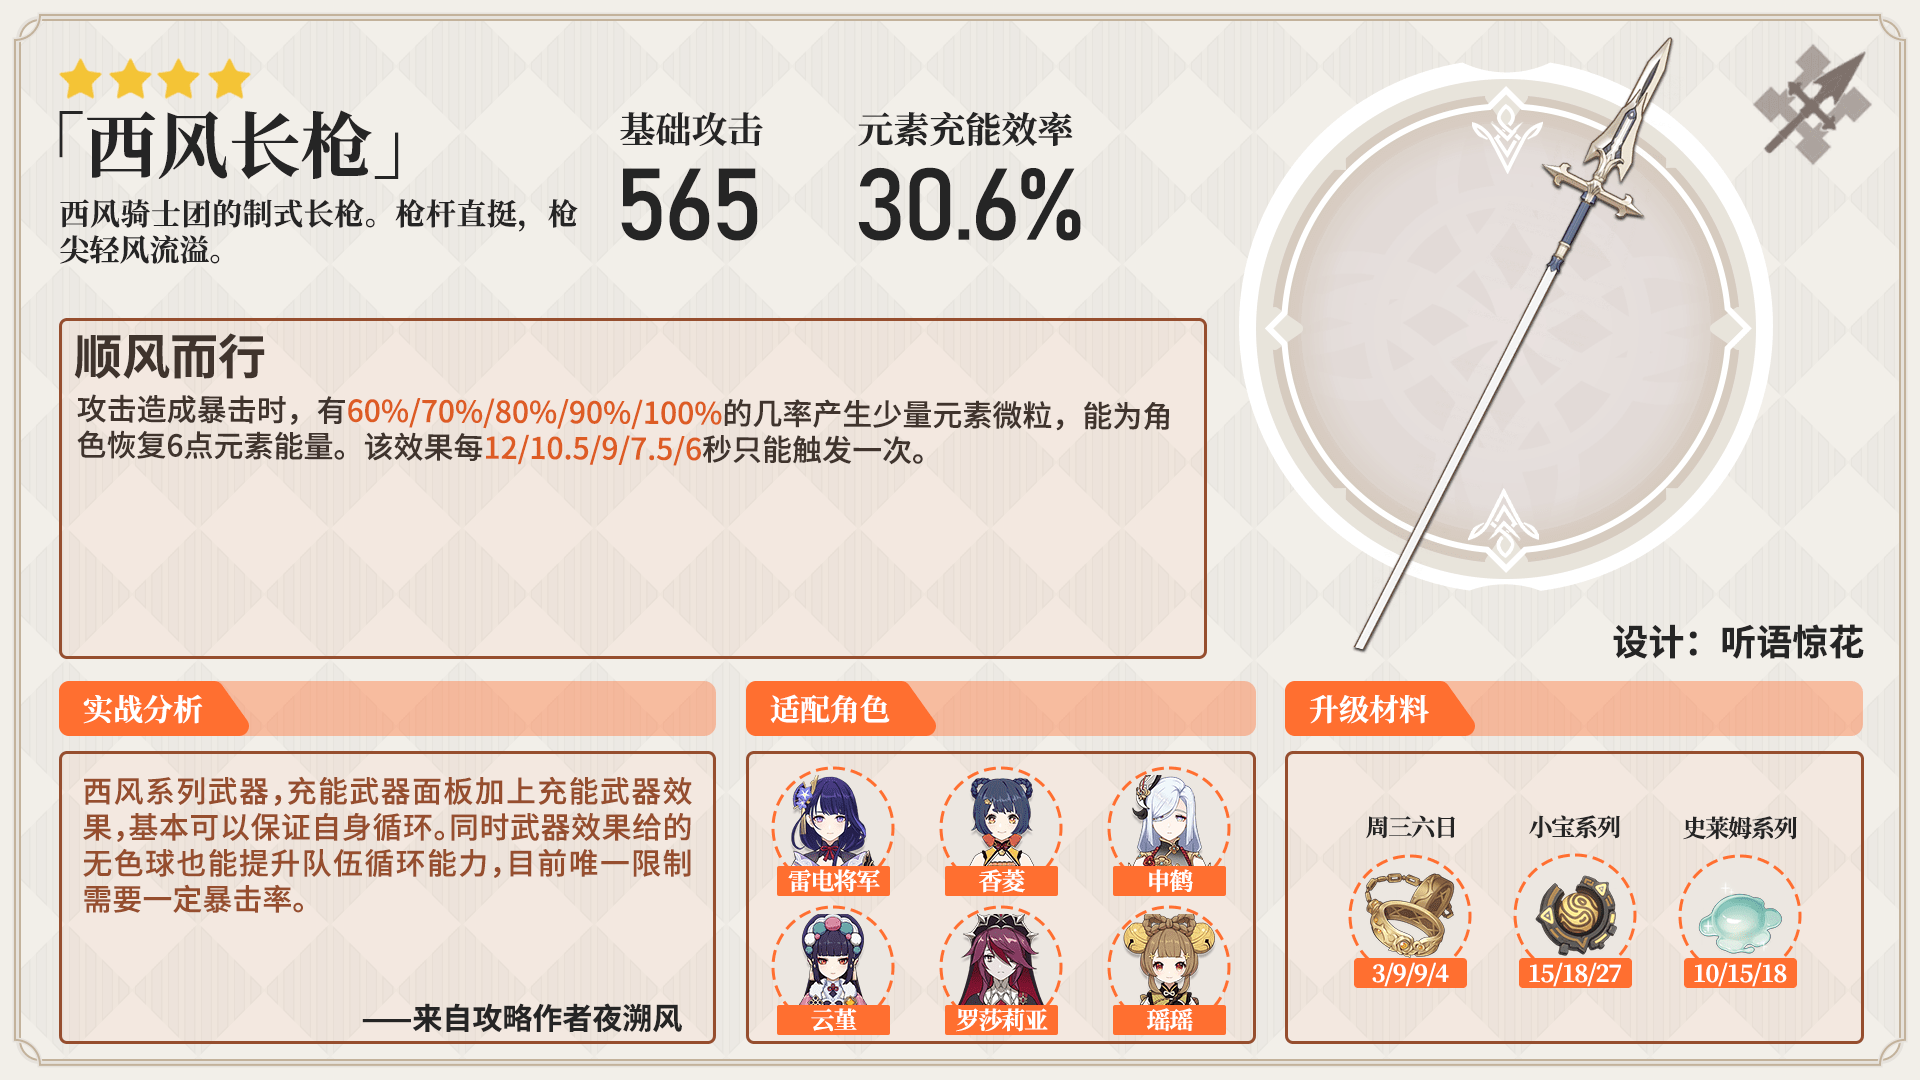 「西风长枪」
西风骑士团的制式长枪。枪杆直挺，枪
尖轻风流溢。
基础攻击
565
元素充能效率
30.6%
顺风而行
攻击造成暴击时，有60%/70%/80%/90%/100%的几率产生少量元素微粒，能为角
色恢复6点元素能量。该效果每12/10.5/9/7.5/6秒只能触发一次。
设计：听语惊花
实战分析
西风系列武器，充能武器面板加上充能武器效
果，基本可以保证自身循环。同时武器效果给的
无色球也能提升队伍循环能力，目前唯一限制
需要一定暴击率。
——来自攻略作者夜溯风
适配角色
雷电将军
香菱
申鹤
云堇
罗莎莉亚
瑶瑶
升级材料
周三六日
小宝系列
史莱姆系列
3/9/9/4
15/18/27
10/15/18